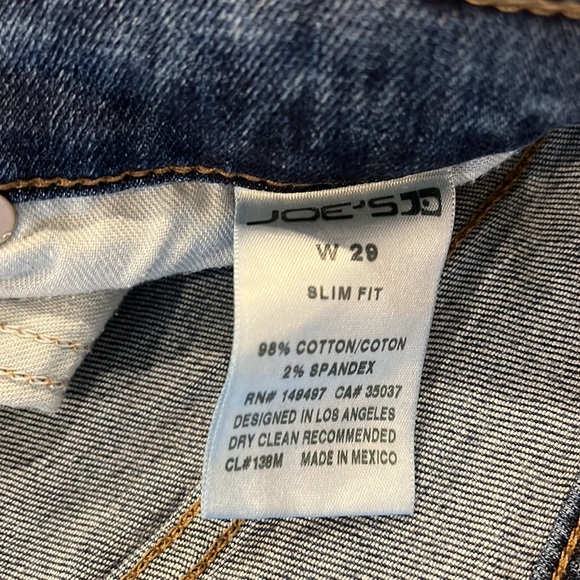 JOE'S JD
W 29
SLIM FIT
98% COTTON/COTON
2% SPANDEX
RN# 149497 CA# 35037
DESIGNED IN LOS ANGELES
DRY CLEAN RECOMMENDED
CL#138M MADE IN MEXICO